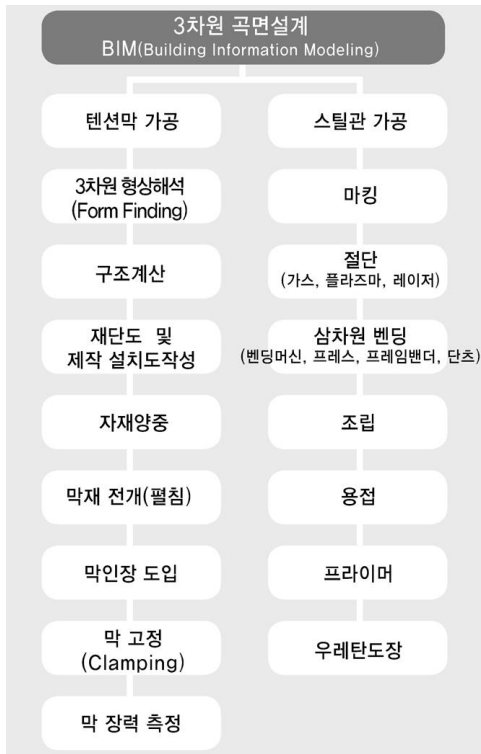 3차원 곡면설계
BIM(Building Information Modeling)
텐션막 가공
3차원 형상해석
(Form Finding)
구조계산
재단도 및
제작 설치도작성
자재양중
막재 전개(펼침)
막인장 도입
막 고정
(Clamping)
막 장력 측정
스틸관 가공
마킹
절단
(가스, 플라즈마, 레이저)
삼차원 벤딩
(벤딩머신, 프레스, 프레임밴더, 단츠)
조립
용접
프라이머
우레탄도장